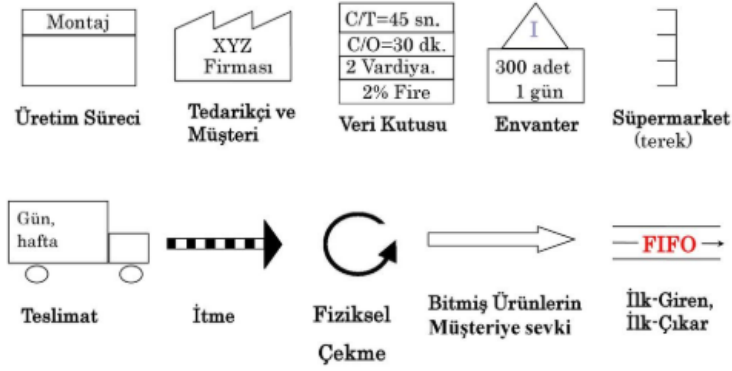 Montaj
Üretim Süreci
XYZ
Firması
Tedarikçi ve
Müşteri
C/T=45 sn.
C/O=30 dk.
2 Vardiya.
2% Fire
Veri Kutusu
I
300 adet
1 gün
Envanter
Süpermarket
(terek)
Gün,
hafta
Teslimat
İtme
Fiziksel
Çekme
Bitmiş Ürünlerin
Müşteriye sevki
FIFO
İlk-Giren,
İlk-Çıkar